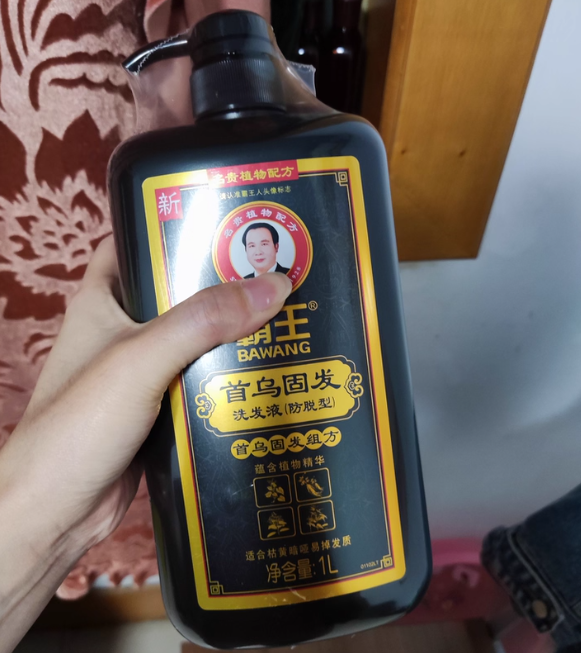 名贵植物配方
新
请认准霸王人头像标志
名贵植物配方
霸王®
BAWANG
首乌固发
洗发液(防脱型)
首乌固发组方
蕴含植物精华
适合枯黄暗哑易掉发质
净含量:1L